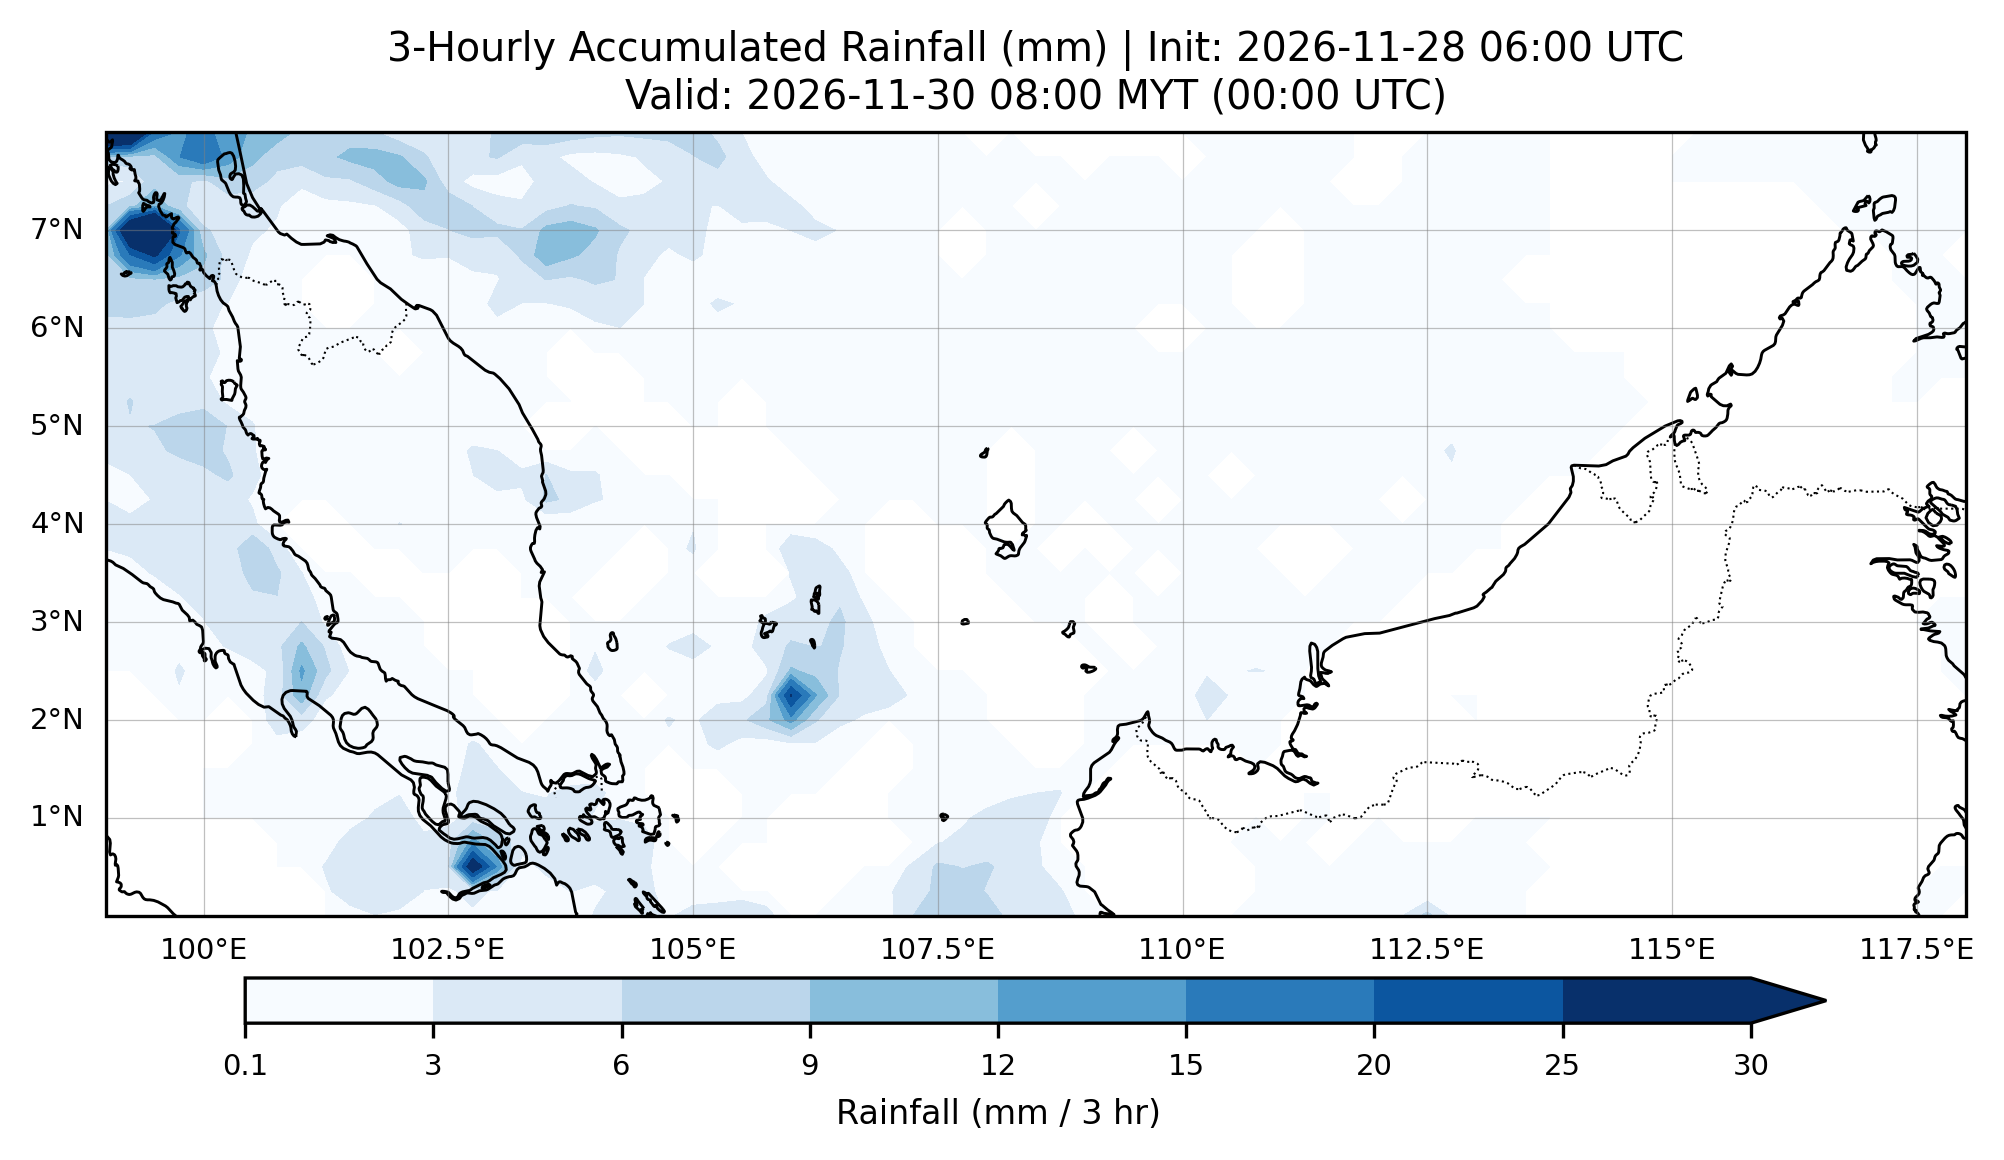 3-Hourly Accumulated Rainfall (mm) | Init: 2026-11-28 06:00 UTC
Valid: 2026-11-30 08:00 MYT (00:00 UTC)
7°N
6°N
5°N
4°N
3°N
2°N
1°N
100°E 102.5°E 105°E 107.5°E 110°E 112.5°E 115°E 117.5°E
0.1 3 6 9 12 15 20 25 30
Rainfall (mm / 3 hr)